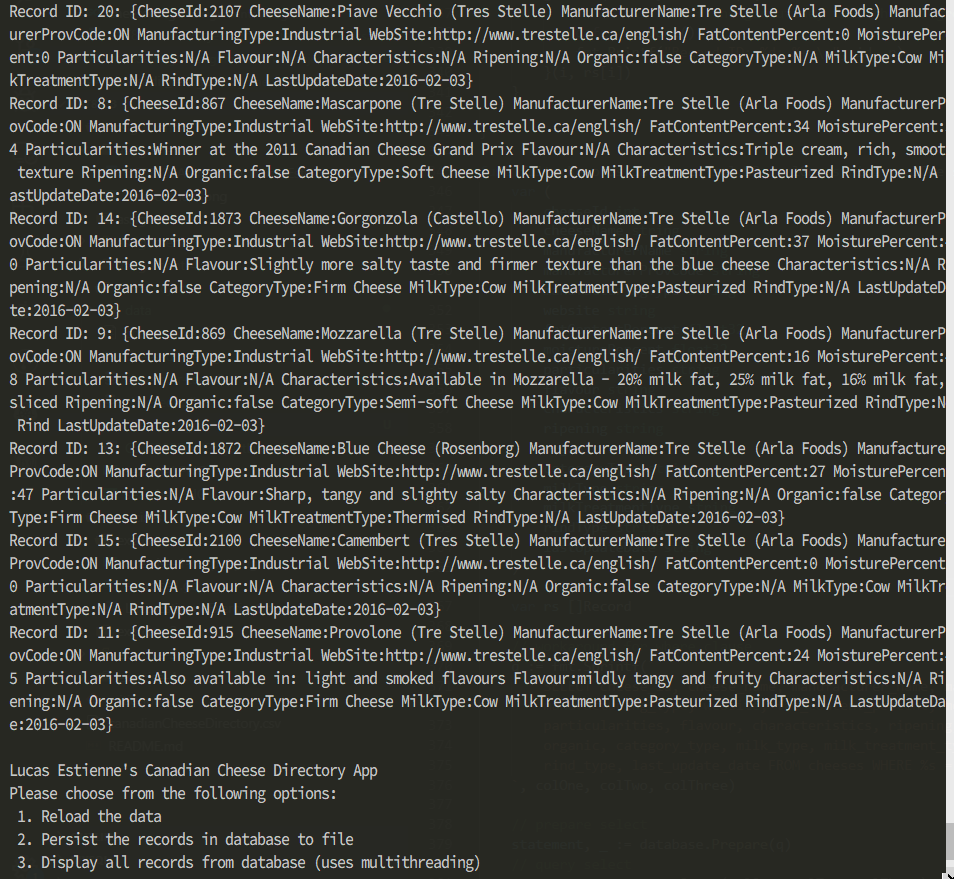 Record ID: 20: {CheeseId:2107 CheeseName:Piave Vecchio (Tres Stelle) ManufacturerName:Tre Stelle (Arla Foods) Manufac
urerProvCode:ON ManufacturingType:Industrial WebSite:http://www.trestelle.ca/english/ FatContentPercent:0 MoisturePer
ent:0 Particularities:N/A Flavour:N/A Characteristics:N/A Ripening:N/A Organic:false CategoryType:N/A MilkType:Cow Mi
kTreatmentType:N/A RindType:N/A LastUpdateDate:2016-02-03}
Record ID: 8: {CheeseId:867 CheeseName:Mascarpone (Tre Stelle) ManufacturerName:Tre Stelle (Arla Foods) ManufacturerP
ovCode:ON ManufacturingType:Industrial WebSite:http://www.trestelle.ca/english/ FatContentPercent:34 MoisturePercent:
4 Particularities:Winner at the 2011 Canadian Cheese Grand Prix Flavour:N/A Characteristics:Triple cream, rich, smoot
texture Ripening:N/A Organic:false CategoryType:Soft Cheese MilkType:Cow MilkTreatmentType:Pasteurized RindType:N/A
astUpdateDate:2016-02-03}
Record ID: 14: {CheeseId:1873 CheeseName:Gorgonzola (Castello) ManufacturerName:Tre Stelle (Arla Foods) ManufacturerP
ovCode:ON ManufacturingType:Industrial WebSite:http://www.trestelle.ca/english/ FatContentPercent:37 MoisturePercent:
0 Particularities:N/A Flavour:Slightly more salty taste and firmer texture than the blue cheese Characteristics:N/A R
pening:N/A Organic:false CategoryType:Firm Cheese MilkType:Cow MilkTreatmentType:Pasteurized RindType:N/A LastUpdateD
te:2016-02-03}
Record ID: 9: {CheeseId:869 CheeseName:Mozzarella (Tre Stelle) ManufacturerName:Tre Stelle (Arla Foods) ManufacturerP
ovCode:ON ManufacturingType:Industrial WebSite:http://www.trestelle.ca/english/ FatContentPercent:16 MoisturePercent:
8 Particularities:N/A Flavour:N/A Characteristics:Available in Mozzarella - 20% milk fat, 25% milk fat, 16% milk fat,
sliced Ripening:N/A Organic:false CategoryType:Semi-soft Cheese MilkType:Cow MilkTreatmentType:Pasteurized RindType:N
Rind LastUpdateDate:2016-02-03}
Record ID: 13: {CheeseId:1872 CheeseName:Blue Cheese (Rosenborg) ManufacturerName:Tre Stelle (Arla Foods) Manufacture
ProvCode:ON ManufacturingType:Industrial WebSite:http://www.trestelle.ca/english/ FatContentPercent:27 MoisturePercen
:47 Particularities:N/A Flavour:Sharp, tangy and slighty salty Characteristics:N/A Ripening:N/A Organic:false Categor
Type:Firm Cheese MilkType:Cow MilkTreatmentType:Thermised RindType:N/A LastUpdateDate:2016-02-03}
Record ID: 15: {CheeseId:2100 CheeseName:Camembert (Tres Stelle) ManufacturerName:Tre Stelle (Arla Foods) Manufacture
ProvCode:ON ManufacturingType:Industrial WebSite:http://www.trestelle.ca/english/ FatContentPercent:0 MoisturePercent
0 Particularities:N/A Flavour:N/A Characteristics:N/A Ripening:N/A Organic:false CategoryType:N/A MilkType:Cow MilkTr
atmentType:N/A RindType:N/A LastUpdateDate:2016-02-03}
Record ID: 11: {CheeseId:915 CheeseName:Provolone (Tre Stelle) ManufacturerName:Tre Stelle (Arla Foods) ManufacturerP
ovCode:ON ManufacturingType:Industrial WebSite:http://www.trestelle.ca/english/ FatContentPercent:24 MoisturePercent:
5 Particularities:Also available in: light and smoked flavours Flavour:mildly tangy and fruity Characteristics:N/A Ri
ening:N/A Organic:false CategoryType:Firm Cheese MilkType:Cow MilkTreatmentType:Pasteurized RindType:N/A LastUpdateDa
e:2016-02-03}
Lucas Estienne's Canadian Cheese Directory App
Please choose from the following options:
1. Reload the data
2. Persist the records in database to file
3. Display all records from database (uses multithreading)